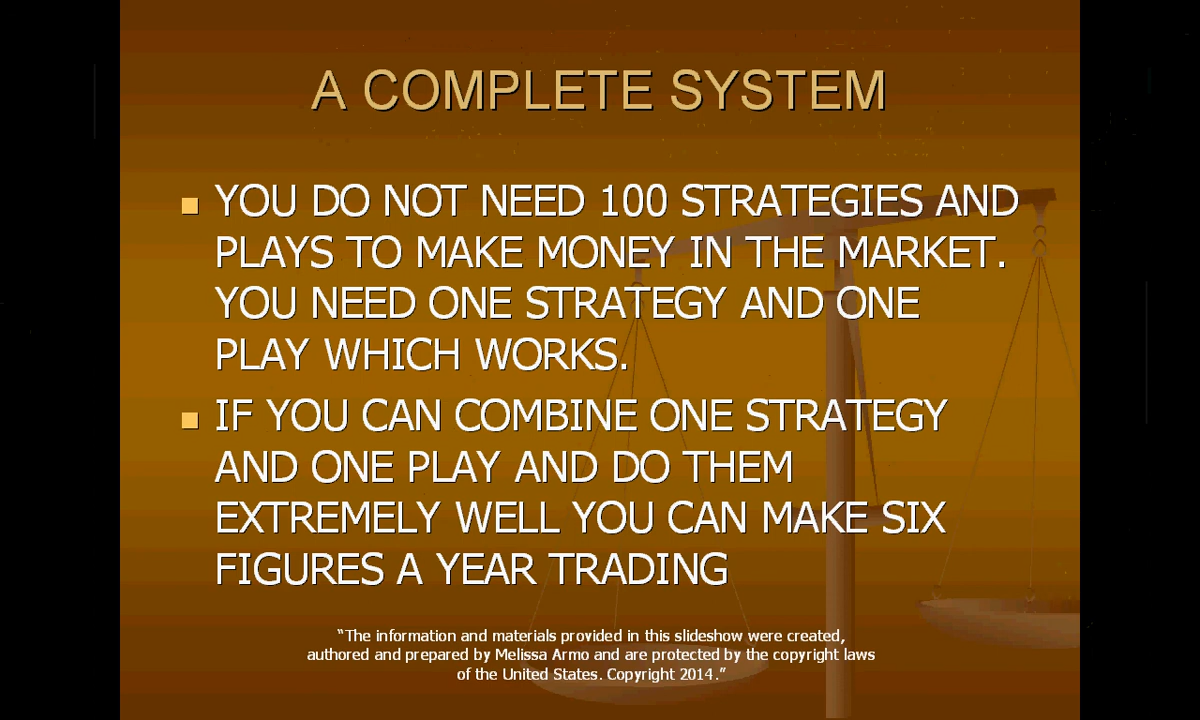 A COMPLETE SYSTEM
YOU DO NOT NEED 100 STRATEGIES AND
PLAYS TO MAKE MONEY IN THE MARKET.
YOU NEED ONE STRATEGY AND ONE
PLAY WHICH WORKS.
IF YOU CAN COMBINE ONE STRATEGY
AND ONE PLAY AND DO THEM
EXTREMELY WELL YOU CAN MAKE SIX
FIGURES A YEAR TRADING
“The information and materials provided in this slideshow were created,
authored and prepared by Melissa Armo and are protected by the copyright laws
of the United States. Copyright 2014.”